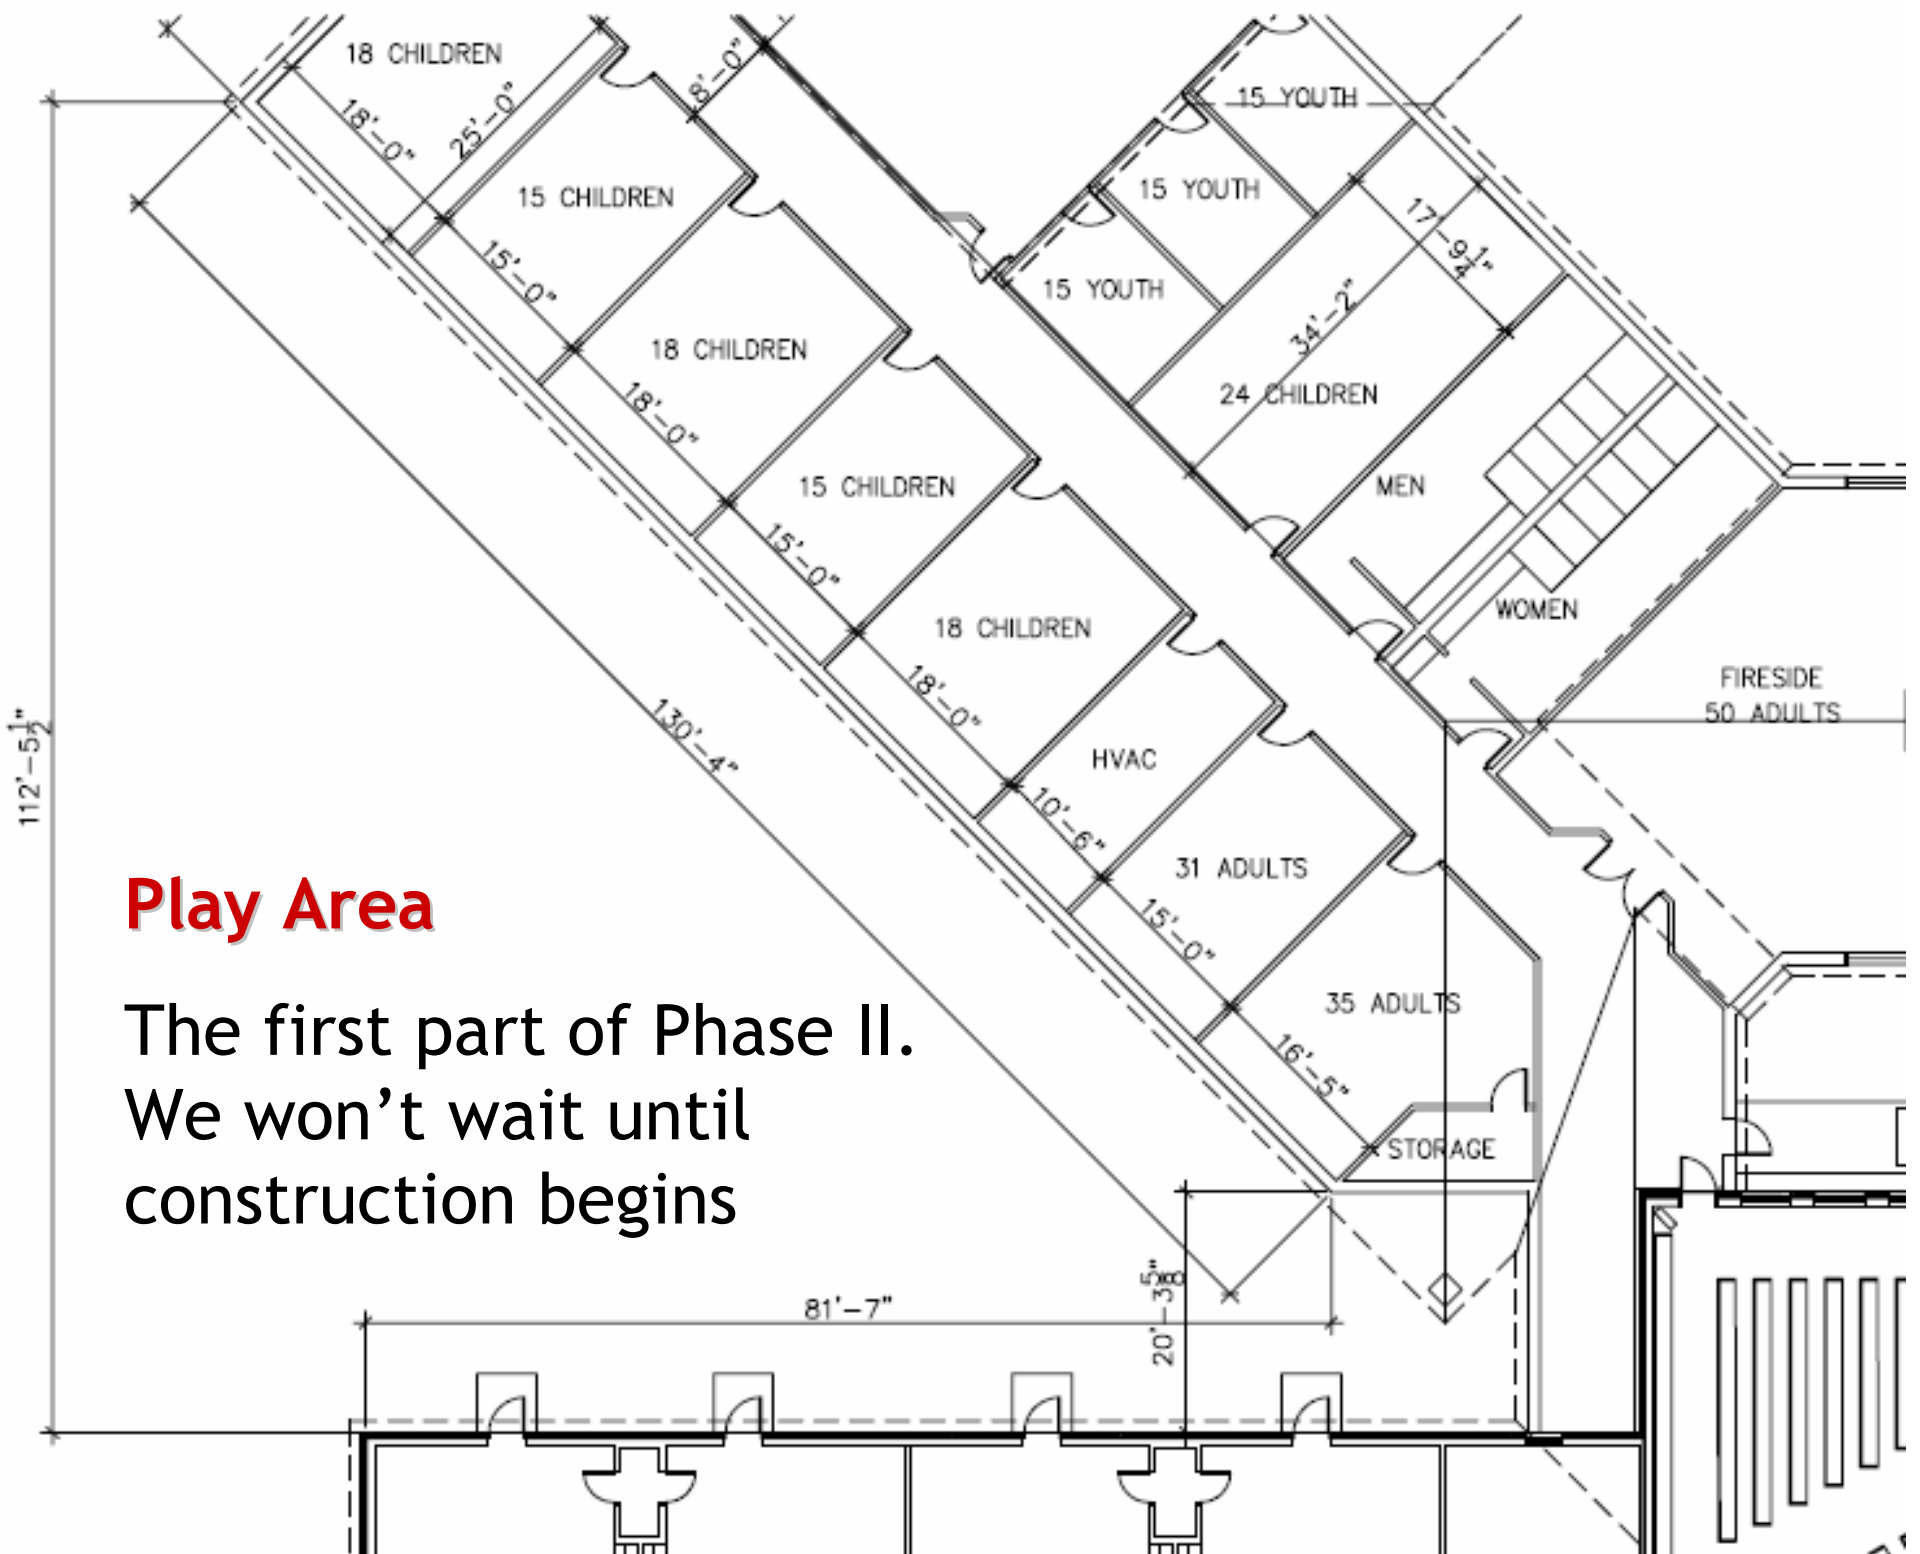 18 CHILDREN
18'-0"
25'-0"
8'-0"
15 YOUTH
15 CHILDREN
15 YOUTH
17'-9 1/4"
15'-0"
15 YOUTH
34'-2"
18 CHILDREN
24 CHILDREN
18'-0"
15 CHILDREN
MEN
15'-0"
WOMEN
18 CHILDREN
FIRESIDE
50 ADULTS
18'-0"
130'-4"
112'-5 1/2"
HVAC
10'-6"
31 ADULTS
15'-0"
Play Area
35 ADULTS
The first part of Phase II.
We won’t wait until
construction begins
16'-5"
STORAGE
20'-3 5/8"
81'-7"